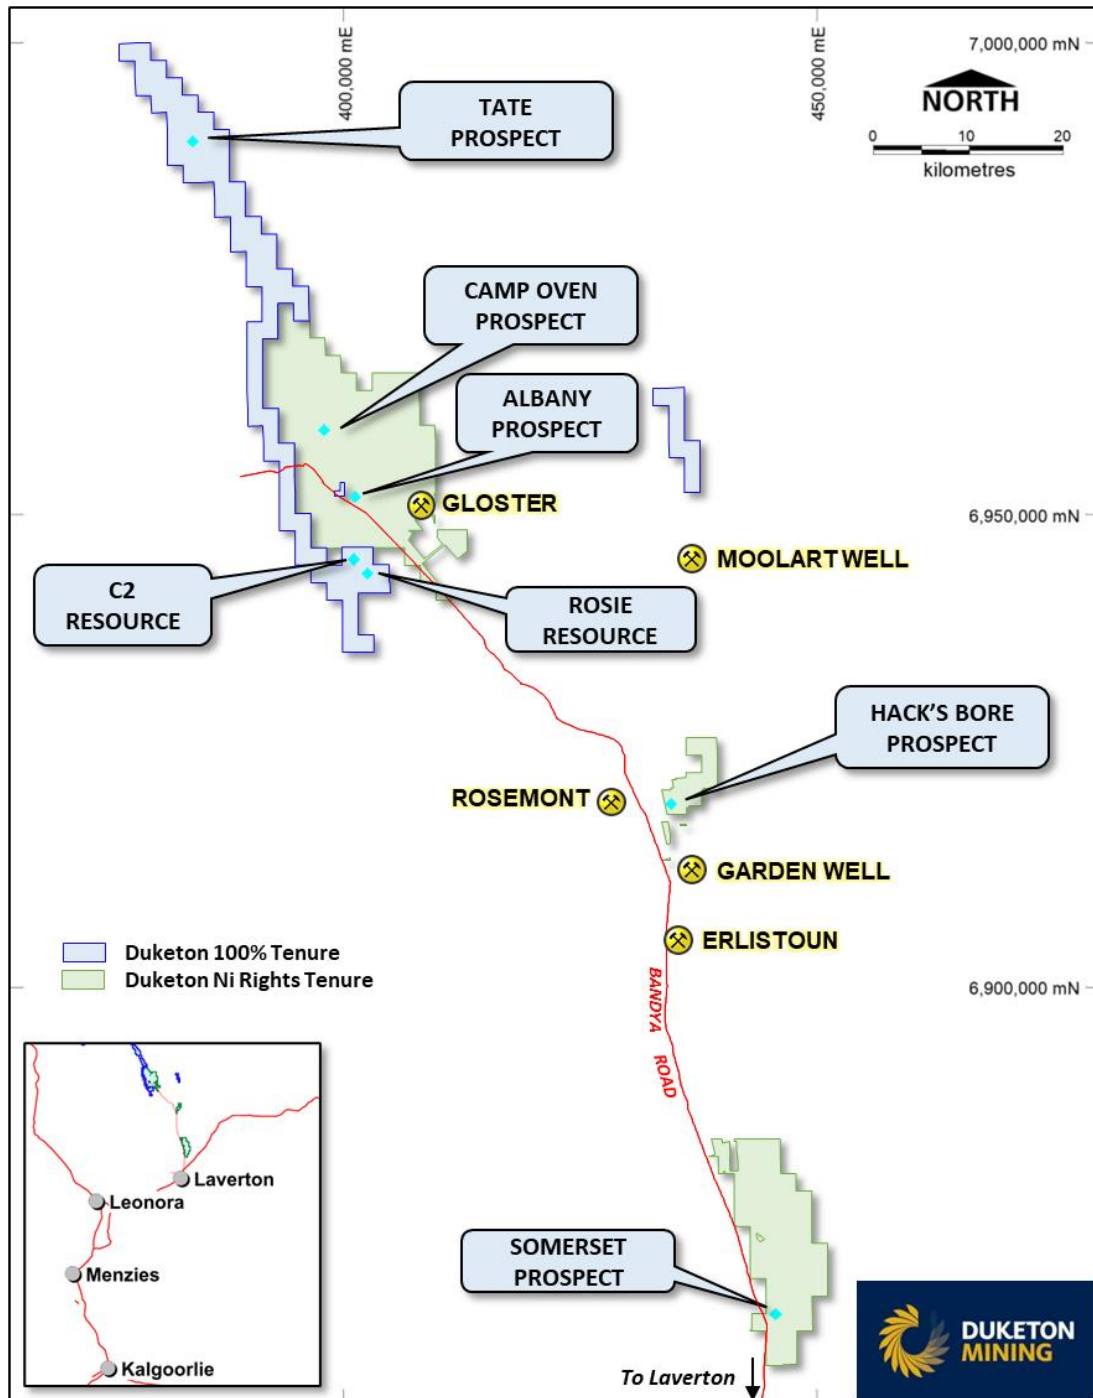 400,000 mE
450,000 mE
7,000,000 mN
NORTH
0 10 20
kilometres
TATE
PROSPECT
CAMP OVEN
PROSPECT
ALBANY
PROSPECT
GLOSTER
6,950,000 mN
MOOLART WELL
C2
RESOURCE
ROSIE
RESOURCE
HACK'S BORE
PROSPECT
ROSEMONT
GARDEN WELL
ERLISTOUN
Duketon 100% Tenure
Duketon Ni Rights Tenure
6,900,000 mN
BANDYA ROAD
Laverton
Leonora
Menzies
Kalgoorlie
SOMERSET
PROSPECT
To Laverton
DUKETON
MINING